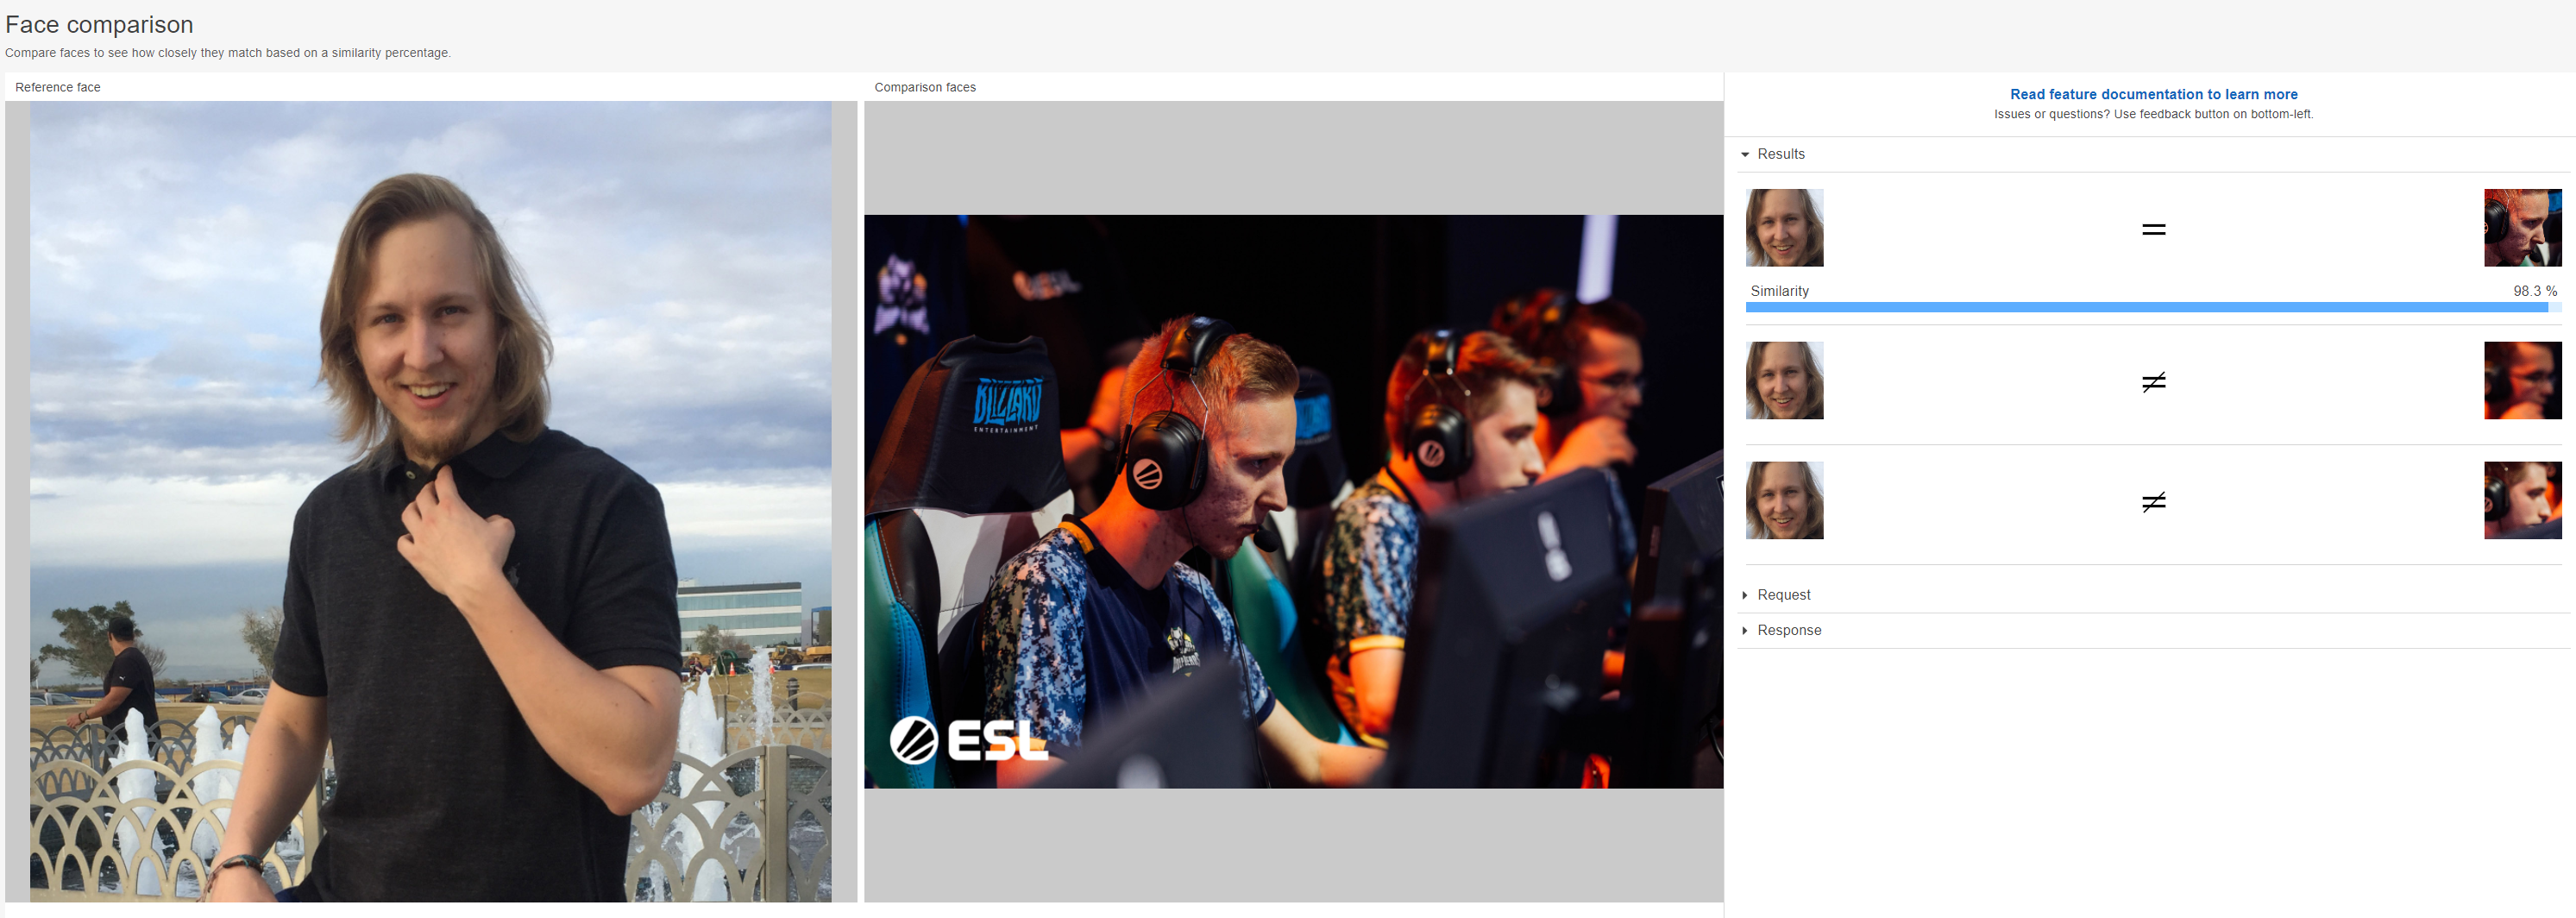 Face comparison
Compare faces to see how closely they match based on a similarity percentage.
Reference face
Comparison faces
BLIZZARD
ENTERTAINMENT
ESL
Read feature documentation to learn more
Issues or questions? Use feedback button on bottom-left.
Results
=
Similarity
98.3 %
≠
≠
Request
Response